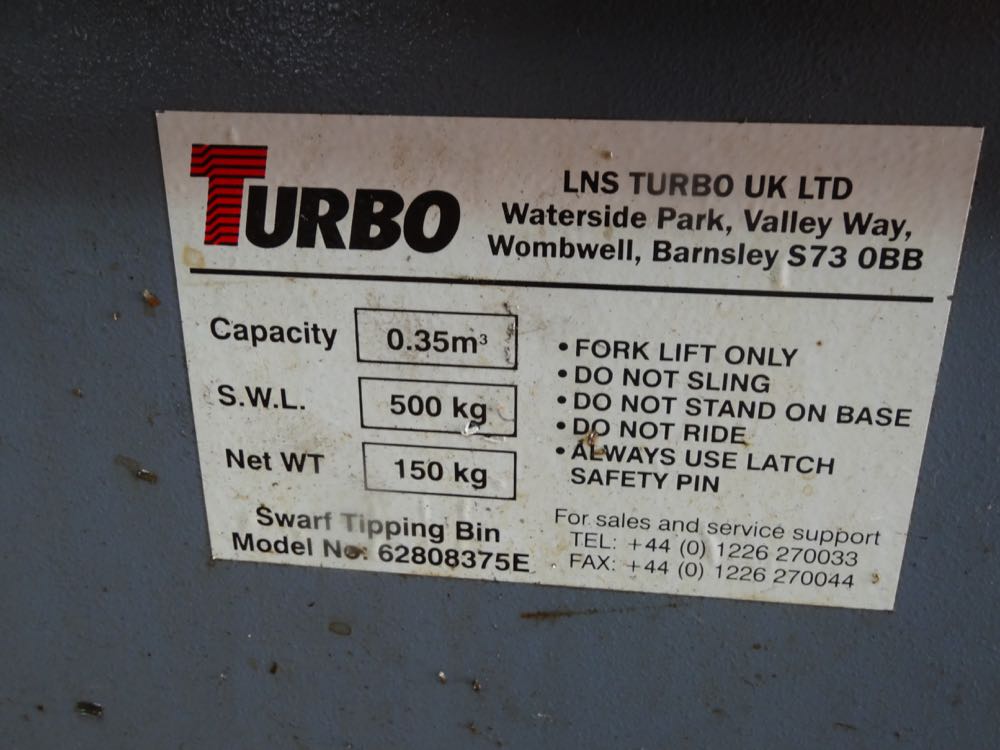 TURBO
LNS TURBO UK LTD
Waterside Park, Valley Way,
Wombwell, Barnsley S73 0BB
Capacity 0.35m³
S.W.L. 500 kg
Net WT 150 kg
Swarf Tipping Bin
Model No: 62808375E
• FORK LIFT ONLY
• DO NOT SLING
• DO NOT STAND ON BASE
• DO NOT RIDE
• ALWAYS USE LATCH
SAFETY PIN
For sales and service support
TEL: +44 (0) 1226 270033
FAX: +44 (0) 1226 270044